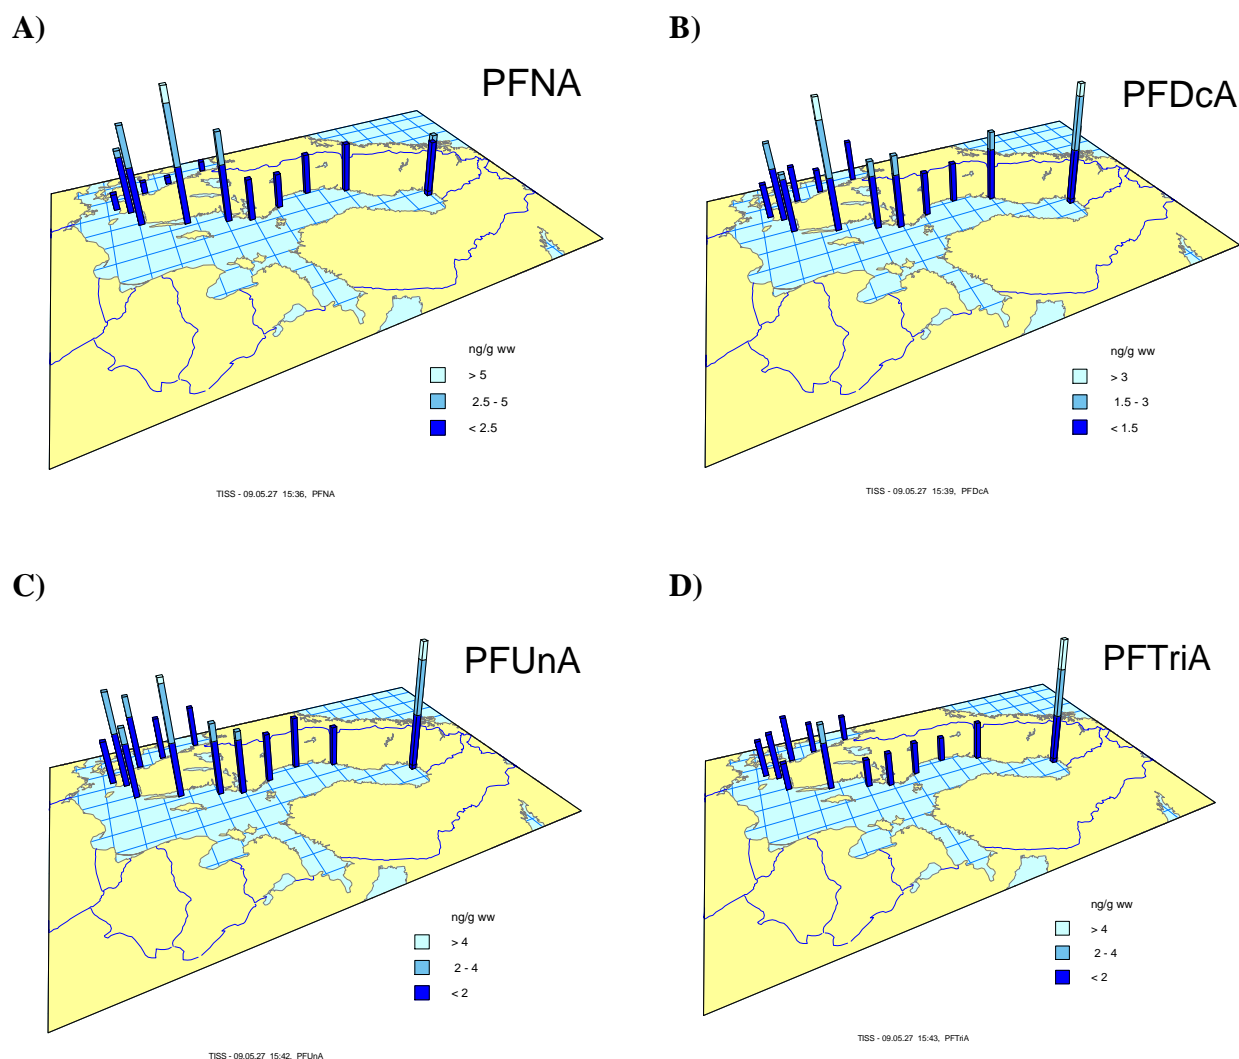 A)
B)
PFNA
PFDcA
ng/g ww
> 5
2.5 - 5
< 2.5
ng/g ww
> 3
1.5 - 3
< 1.5
TISS - 09.05.27 15:36, PFNA
TISS - 09.05.27 15:39, PFDcA
C)
D)
PFUnA
PFTriA
ng/g ww
> 4
2 - 4
< 2
ng/g ww
> 4
2 - 4
< 2
TISS - 09.05.27 15:42, PFUnA
TISS - 09.05.27 15:43, PFTriA